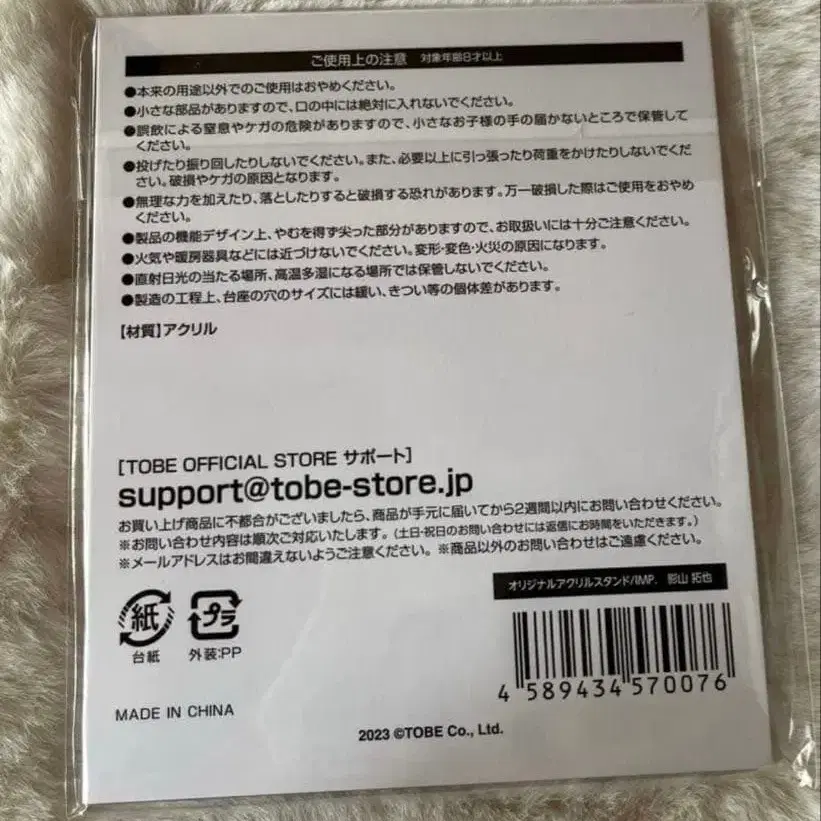 ご使用上の注意 対象年齢8才以上
●本来の用途以外でのご使用はおやめください。
●小さな部品がありますので、口の中には絶対に入れないでください。
●誤飲による窒息やケガの危険がありますので、小さなお子様の手の届かないところで保管して
ください。
●投げたり振り回したりしないでください。また、必要以上に引っ張ったり荷重をかけたりしないでくだ
さい。破損やケガの原因となります。
●無理な力を加えたり、落としたりすると破損する恐れがあります。万一破損した際はご使用をおやめ
ください。
●製品の機能デザイン上、やむを得ず尖った部分がありますので、お取扱いには十分ご注意ください。
●火気や暖房器具などには近づけないでください。変形・変色・火災の原因になります。
●直射日光の当たる場所、高温多湿になる場所では保管しないでください。
●製造の工程上、台座の穴のサイズには緩い、きつい等の個体差があります。
【材質】アクリル
[TOBE OFFICIAL STORE サポート]
support@tobe-store.jp
お買い上げ商品に不都合がございましたら、商品が手元に届いてから2週間以内にお問い合わせください。
※お問い合わせ内容は順次ご対応いたします。(土日・祝日のお問い合わせには返信にお時間をいただきます。)
※メールアドレスはお間違えないようご注意ください。※商品以外のお問い合わせはご遠慮ください。
オリジナルアクリルスタンド/IMP. 影山 拓也
紙 プラ
台紙 外装:PP
4 589434 570076
MADE IN CHINA
2023 ©TOBE Co., Ltd.